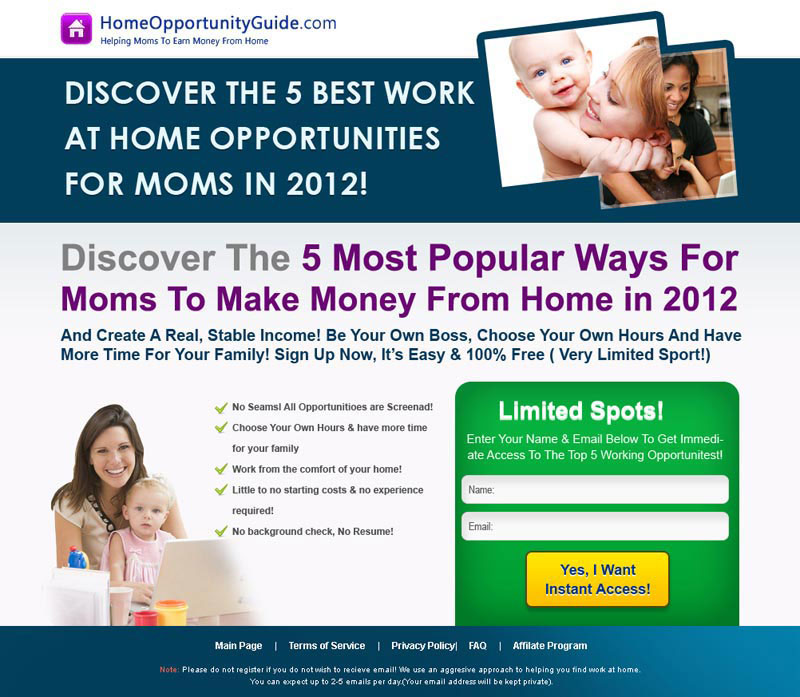 HomeOpportunityGuide.com
Helping Moms To Earn Money From Home
DISCOVER THE 5 BEST WORK
AT HOME OPPORTUNITIES
FOR MOMS IN 2012!
Discover The 5 Most Popular Ways For
Moms To Make Money From Home in 2012
And Create A Real, Stable Income! Be Your Own Boss, Choose Your Own Hours And Have
More Time For Your Family! Sign Up Now, It's Easy & 100% Free ( Very Limited Sport!)
No Seams! All Opportunitioes are Screenad!
Choose Your Own Hours & have more time
for your family
Work from the comfort of your home!
Little to no starting costs & no experience
required!
No background check, No Resume!
Limited Spots!
Enter Your Name & Email Below To Get Immedi-
ate Access To The Top 5 Working Opportunitest!
Name:
Email:
Yes, I Want
Instant Access!
Main Page | Terms of Service | Privacy Policy| FAQ | Affilate Program
Note: Please do not register if you do not wish to recieve email! We use an aggresive approach to helping you find work at home.
You can expect up to 2-5 emails per day.(Your email address will be kept private).